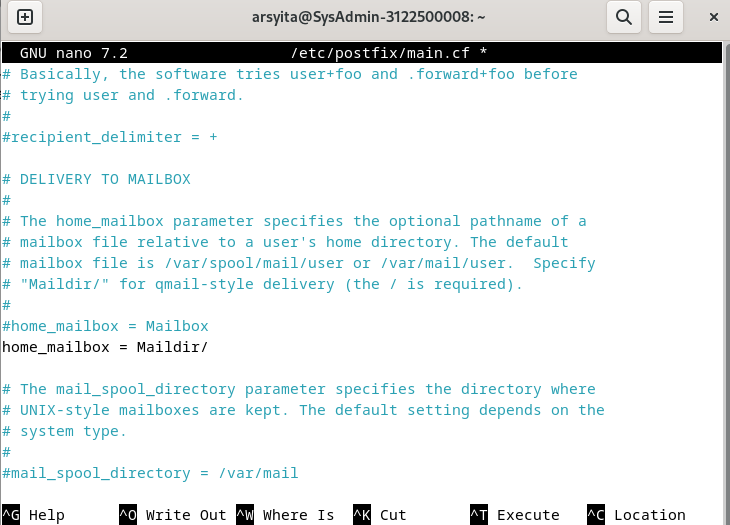 arsyita@SysAdmin-3122500008: ~
GNU nano 7.2 /etc/postfix/main.cf *
# Basically, the software tries user+foo and .forward+foo before
# trying user and .forward.
#
#recipient_delimiter = +
# DELIVERY TO MAILBOX
#
# The home_mailbox parameter specifies the optional pathname of a
# mailbox file relative to a user's home directory. The default
# mailbox file is /var/spool/mail/user or /var/mail/user.  Specify
# "Maildir/" for qmail-style delivery (the / is required).
#
#home_mailbox = Mailbox
home_mailbox = Maildir/
# The mail_spool_directory parameter specifies the directory where
# UNIX-style mailboxes are kept. The default setting depends on the
# system type.
#
#mail_spool_directory = /var/mail
^G Help ^O Write Out ^W Where Is ^K Cut ^T Execute ^C Location